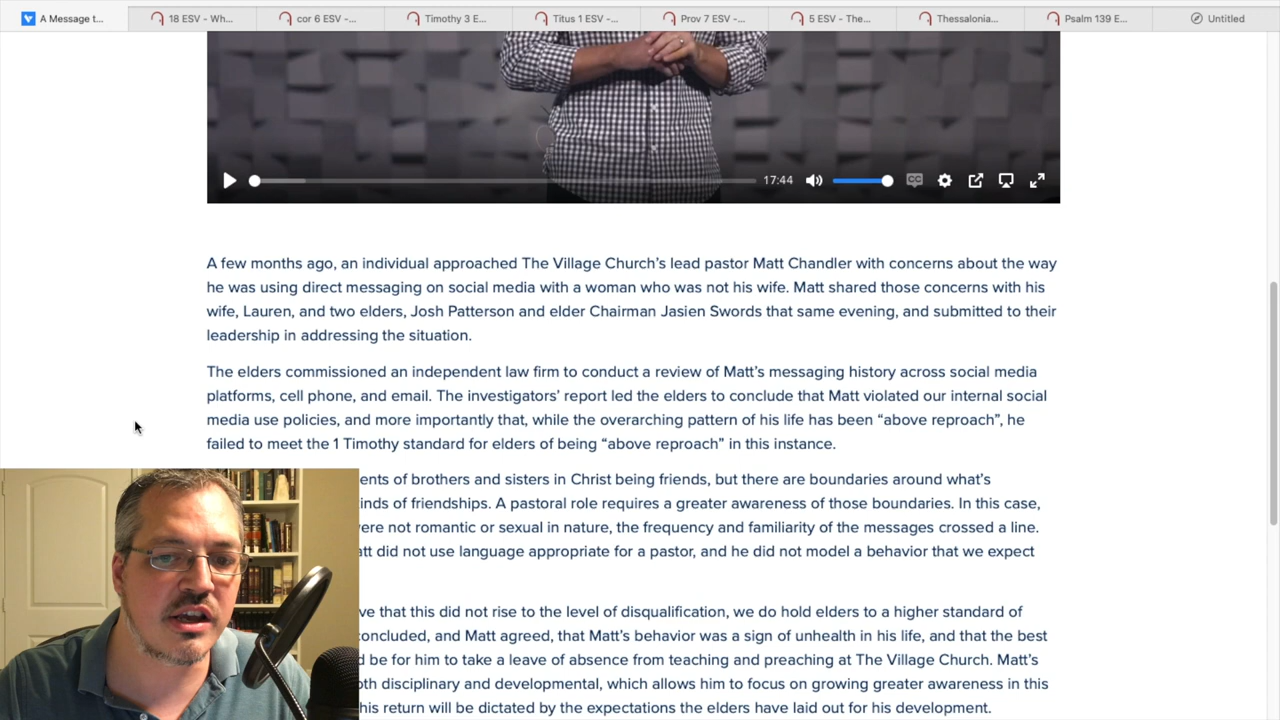 A Message t...
18 ESV - Wh...
cor 6 ESV -...
Timothy 3 E...
Titus 1 ESV -...
Prov 7 ESV -...
5 ESV - The...
Thessalonia...
Psalm 139 E...
Untitled
17:44
CC
A few months ago, an individual approached The Village Church’s lead pastor Matt Chandler with concerns about the way
he was using direct messaging on social media with a woman who was not his wife. Matt shared those concerns with his
wife, Lauren, and two elders, Josh Patterson and elder Chairman Jasien Swords that same evening, and submitted to their
leadership in addressing the situation.
The elders commissioned an independent law firm to conduct a review of Matt’s messaging history across social media
platforms, cell phone, and email. The investigators’ report led the elders to conclude that Matt violated our internal social
media use policies, and more importantly that, while the overarching pattern of his life has been “above reproach”, he
failed to meet the 1 Timothy standard for elders of being “above reproach” in this instance.
ents of brothers and sisters in Christ being friends, but there are boundaries around what’s
inds of friendships. A pastoral role requires a greater awareness of those boundaries. In this case,
ere not romantic or sexual in nature, the frequency and familiarity of the messages crossed a line.
att did not use language appropriate for a pastor, and he did not model a behavior that we expect
ve that this did not rise to the level of disqualification, we do hold elders to a higher standard of
concluded, and Matt agreed, that Matt’s behavior was a sign of unhealth in his life, and that the best
d be for him to take a leave of absence from teaching and preaching at The Village Church. Matt’s
oth disciplinary and developmental, which allows him to focus on growing greater awareness in this
his return will be dictated by the expectations the elders have laid out for his development.